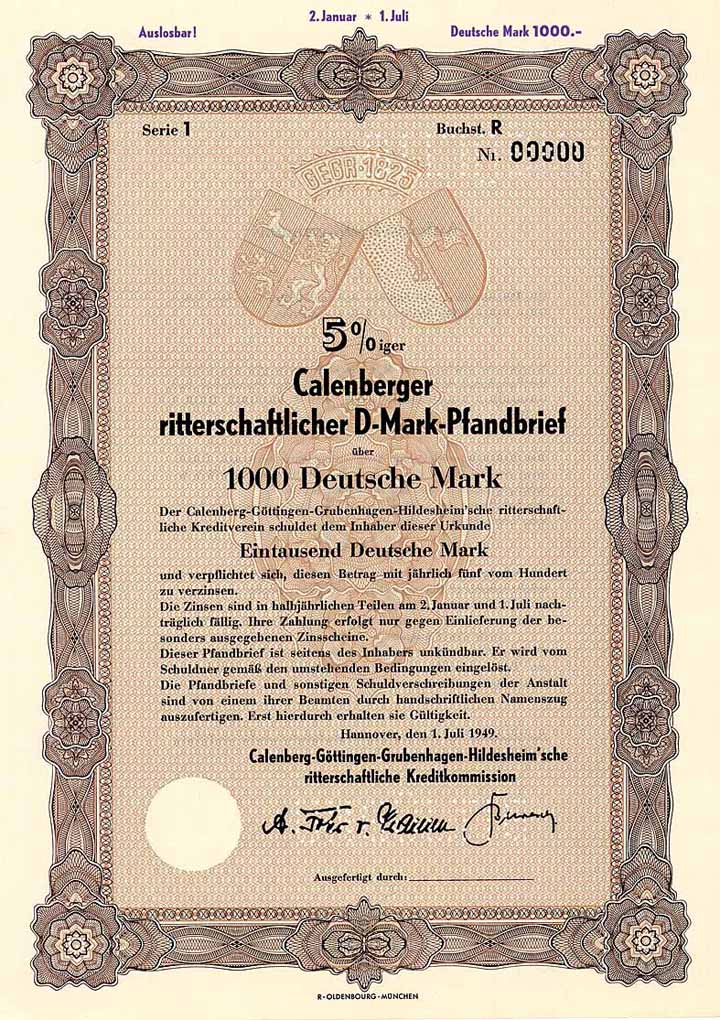 2. Januar * 1. Juli
Auslosbar!
Deutsche Mark 1000.-
Serie 1
Buchst. R
Nr. 00000
GEGR·1825
5%iger
Calenberger
ritterschaftlicher D-Mark-Pfandbrief
über
1000 Deutsche Mark
Der Calenberg-Göttingen-Grubenhagen-Hildesheim'sche ritterschaft-
liche Kreditverein schuldet dem Inhaber dieser Urkunde
Eintausend Deutsche Mark
und verpflichtet sich, diesen Betrag mit jährlich fünf vom Hundert
zu verzinsen.
Die Zinsen sind in halbjährlichen Teilen am 2. Januar und 1. Juli nach-
träglich fällig. Ihre Zahlung erfolgt nur gegen Einlieferung der be-
sonders ausgegebenen Zinsscheine.
Dieser Pfandbrief ist seitens des Inhabers unkündbar. Er wird vom
Schuldner gemäß den umstehenden Bedingungen eingelöst.
Die Pfandbriefe und sonstigen Schuldverschreibungen der Anstalt
sind von einem ihrer Beamten durch handschriftlichen Namenszug
auszufertigen. Erst hierdurch erhalten sie Gültigkeit.
Hannover, den 1. Juli 1949.
Calenberg-Göttingen-Grubenhagen-Hildesheim'sche
ritterschaftliche Kreditkommission
Ausgefertigt durch:
R·OLDENBOURG·MÜNCHEN